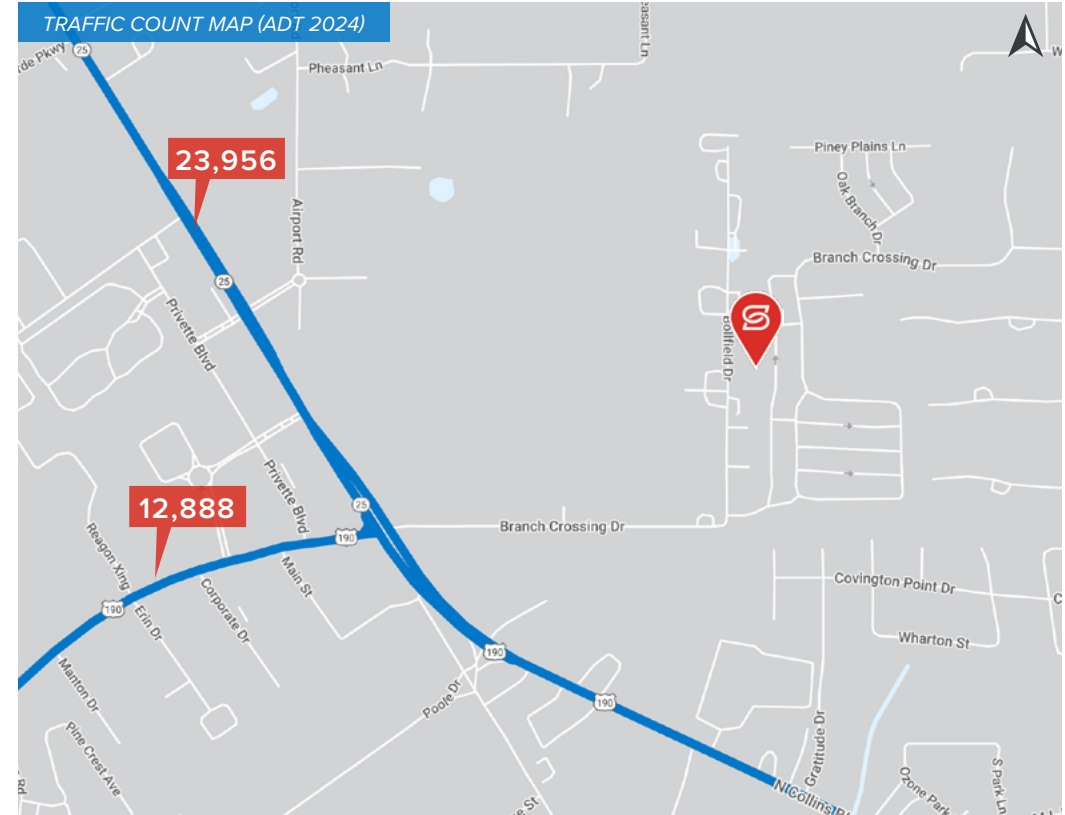 TRAFFIC COUNT MAP (ADT 2024)
25
Pheasant Ln
23,956
Piney Plains Ln
Oak Branch Dr
Airport Rd
Branch Crossing Dr
25
Privette Blvd
Bollfield Dr
Privette Blvd
12,888
25
190
Branch Crossing Dr
Reagon Xing
Main St
Covington Point Dr
Corporate Dr
190
Erin Dr
Wharton St
190
Manton Dr
Poole Dr
190
Gratitude Dr
Pine Crest Ave
N Collins
Ozone Park
S Park Ln
Rd